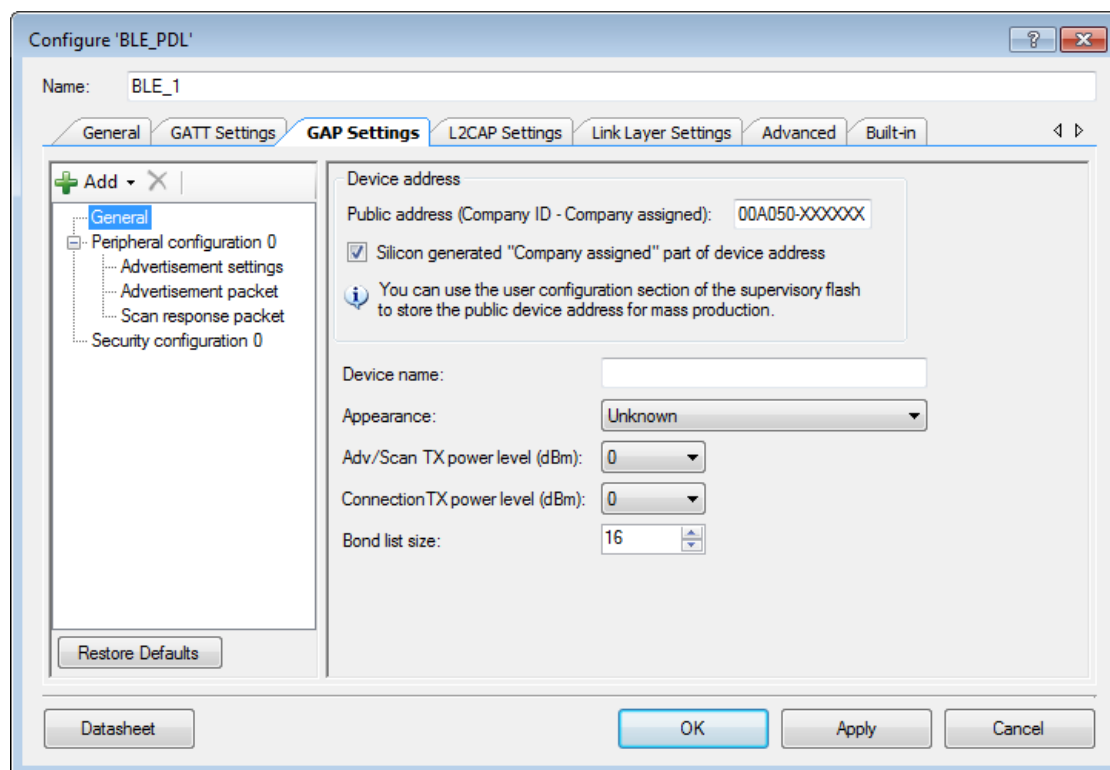 Configure 'BLE_PDL'
Name: BLE_1
General GATT Settings GAP Settings L2CAP Settings Link Layer Settings Advanced Built-in
Add
General
Peripheral configuration 0
Advertisement settings
Advertisement packet
Scan response packet
Security configuration 0
Restore Defaults
Device address
Public address (Company ID - Company assigned): 00A050-XXXXXX
Silicon generated "Company assigned" part of device address
You can use the user configuration section of the supervisory flash
to store the public device address for mass production.
Device name:
Appearance: Unknown
Adv/Scan TX power level (dBm): 0
ConnectionTX power level (dBm): 0
Bond list size: 16
Datasheet OK Apply Cancel